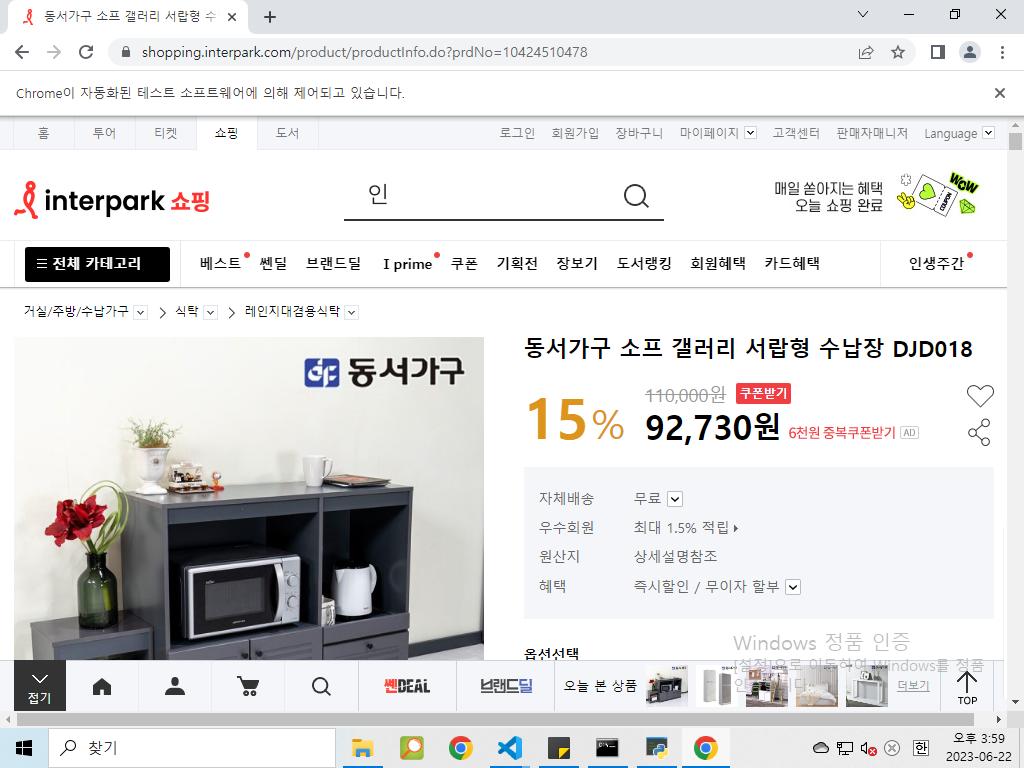 동서가구 소프 갤러리 서랍형 수
shopping.interpark.com/product/productInfo.do?prdNo=10424510478
Chrome이 자동화된 테스트 소프트웨어에 의해 제어되고 있습니다.
홈 투어 티켓 쇼핑 도서 로그인 회원가입 장바구니 마이페이지 고객센터 판매자매니저 Language
interpark 쇼핑
인
매일 쏟아지는 혜택
오늘 쇼핑 완료
WOW
COUPON
전체 카테고리 베스트 쎈딜 브랜드딜 I prime 쿠폰 기획전 장보기 도서랭킹 회원혜택 카드혜택 인생주간
거실/주방/수납가구 > 식탁 > 레인지대겸용식탁
동서가구
동서가구 소프 갤러리 서랍형 수납장 DJD018
15% 110,000원 쿠폰받기
92,730원 6천원 중복쿠폰받기 AD
자체배송 무료
우수회원 최대 1.5% 적립
원산지 상세설명참조
혜택 즉시할인 / 무이자 할부
옵션선택
Windows 정품 인증
[설정]으로 이동하여 Windows를 정품
접기 쎈DEAL 브랜드딜 오늘 본 상품 더보기 TOP
찾기
한
오후 3:59
2023-06-22